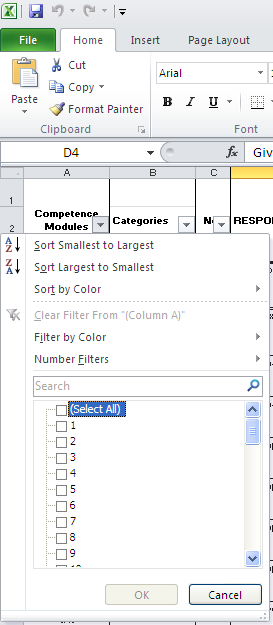 File Home Insert Page Layout
Cut
Copy
Format Painter
Paste
Arial
B I U
Clipboard Font
D4 fx Giv
A B C
1
2
Competence Modules Categories RESPON
Sort Smallest to Largest
Sort Largest to Smallest
Sort by Color
Clear Filter From "(Column A)"
Filter by Color
Number Filters
Search
(Select All)
1
2
3
4
5
6
7
8
9
OK Cancel